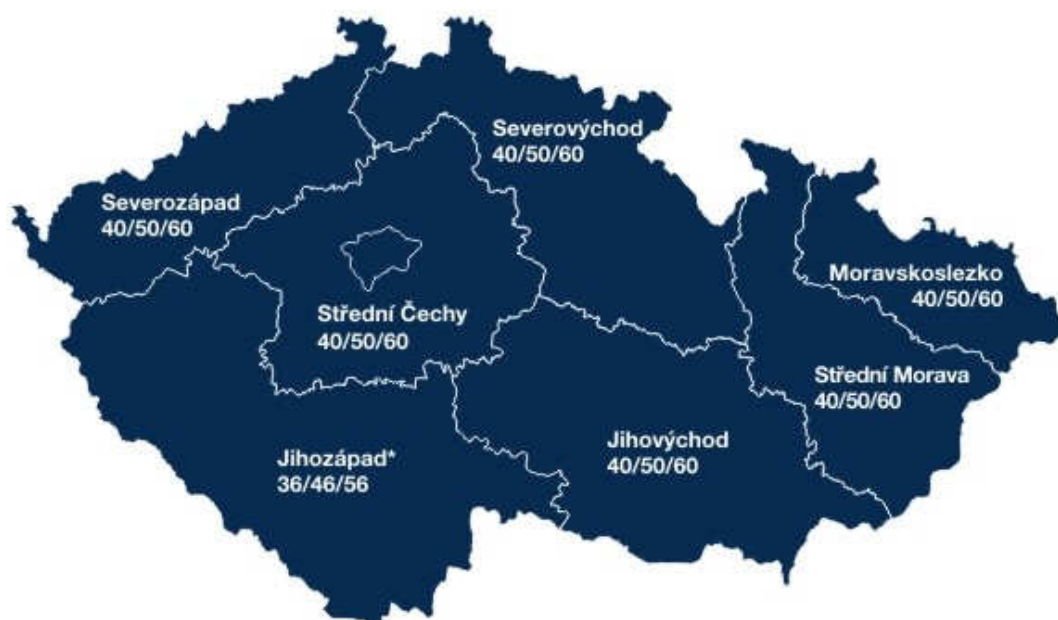 Severovýchod
40/50/60
Severozápad
40/50/60
Moravskoslezko
40/50/60
Střední Čechy
40/50/60
Střední Morava
40/50/60
Jihovýchod
40/50/60
Jihozápad*
36/46/56